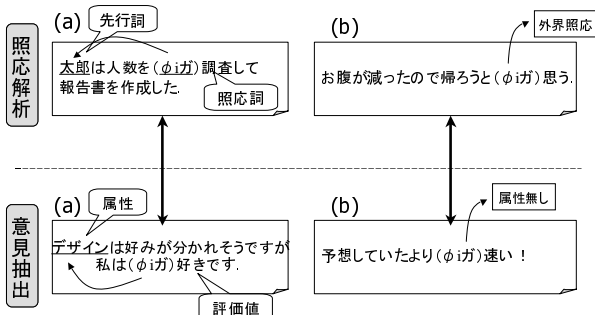 照応解析
(a)
先行詞
太郎は人数を(φiガ)調査して
報告書を作成した.
照応詞
(b)
外界照応
お腹が減ったので帰ろうと(φiガ)思う.
意見抽出
(a)
属性
デザインは好みが分かれそうですが
私は(φiガ)好きです.
評価値
(b)
属性無し
予想していたより(φiガ)速い！